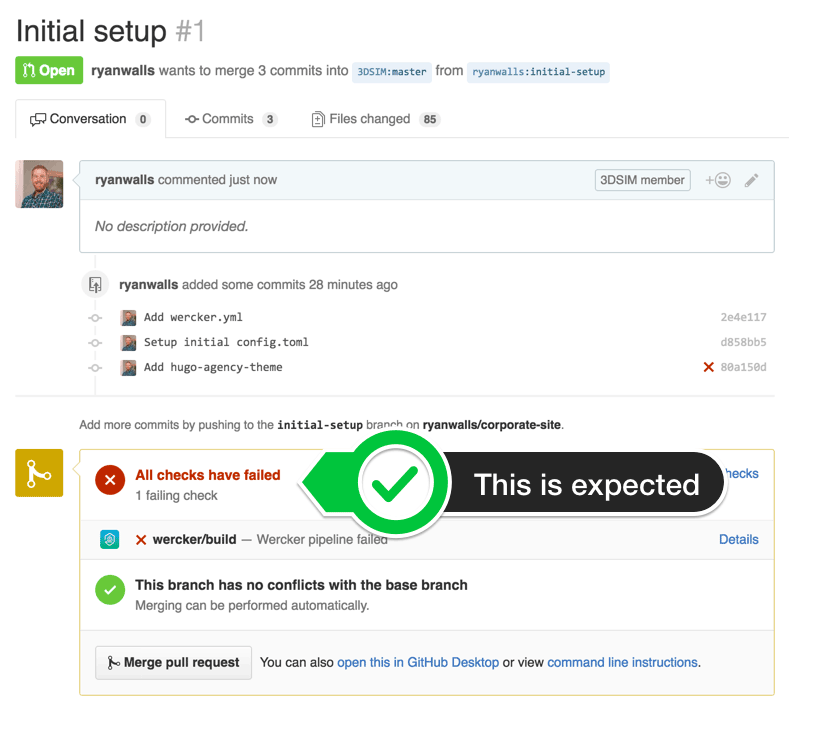 Initial setup #1
Open ryanwalls wants to merge 3 commits into 3DSIM:master from ryanwalls:initial-setup
Conversation 0 Commits 3 Files changed 85
ryanwalls commented just now 3DSIM member
No description provided.
ryanwalls added some commits 28 minutes ago
Add wercker.yml 2e4e117
Setup initial config.toml d858bb5
Add hugo-agency-theme 80a150d
Add more commits by pushing to the initial-setup branch on ryanwalls/corporate-site.
All checks have failed This is expected
1 failing check
wercker/build — Wercker pipeline failed Details
This branch has no conflicts with the base branch
Merging can be performed automatically.
Merge pull request You can also open this in GitHub Desktop or view command line instructions.